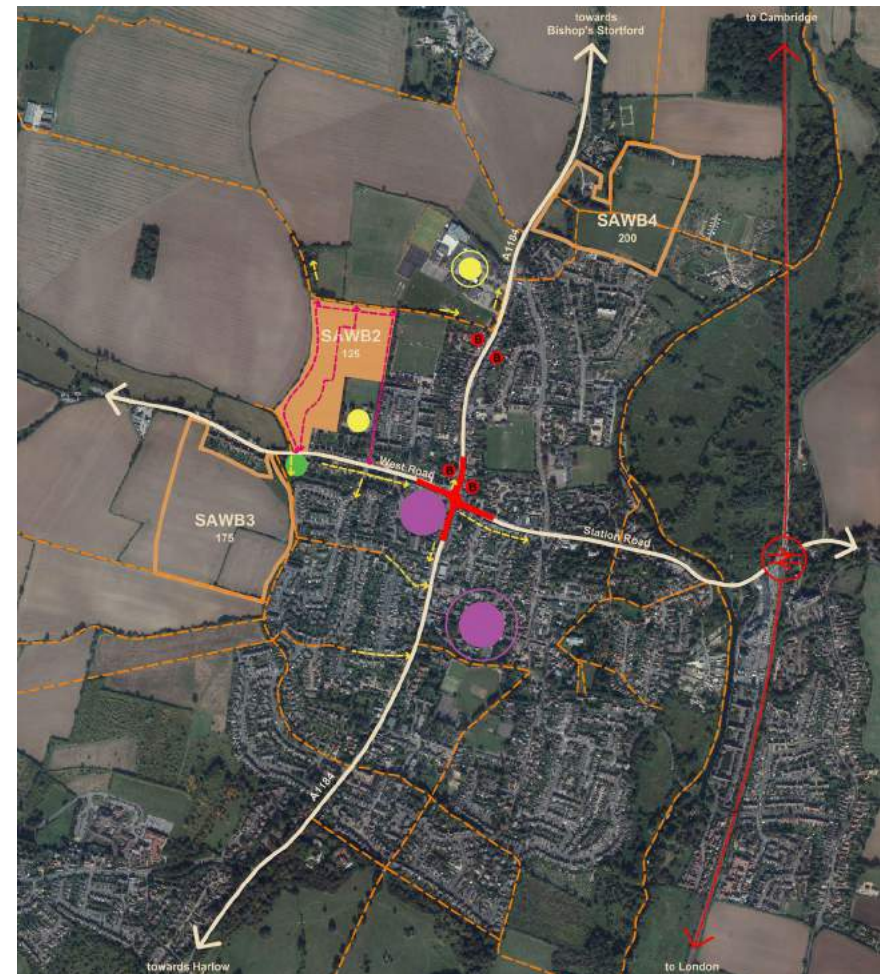 towards
Bishop's Stortford
to Cambridge
A1184
SAWB4
200
SAWB2
125
B
B
West Road
B
B
SAWB3
175
Station Road
A1184
towards Harlow
to London